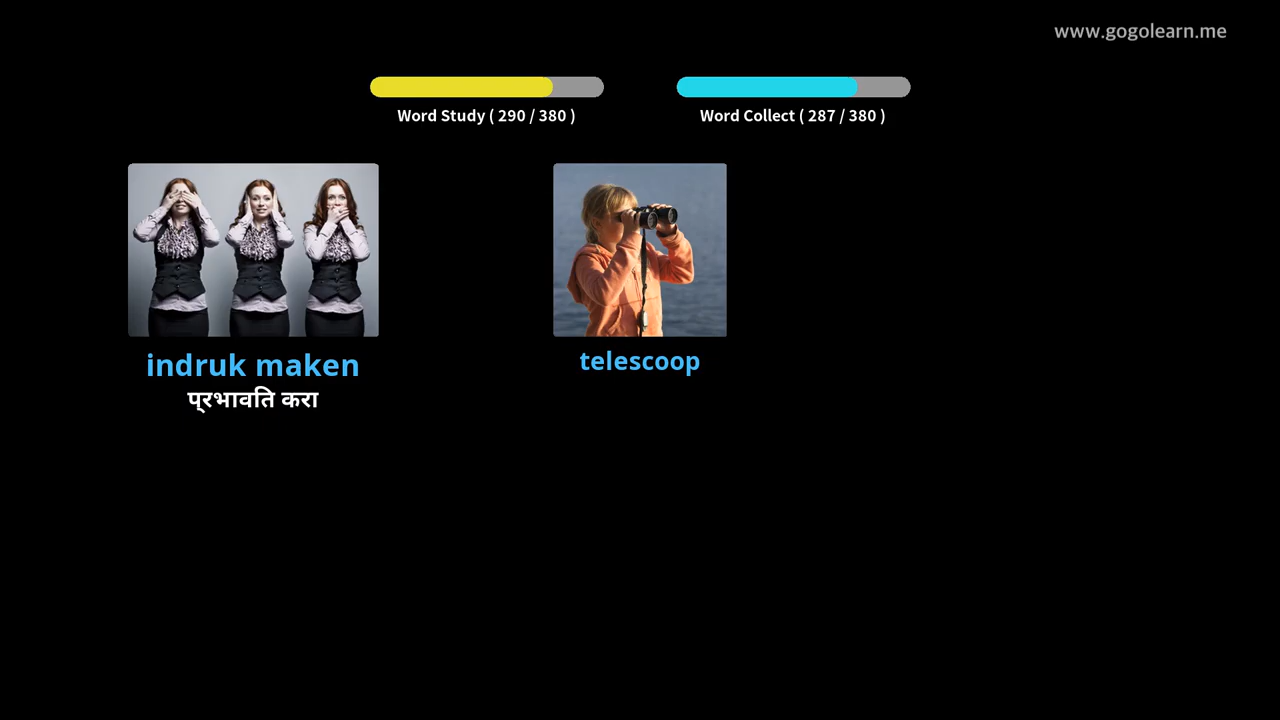 www.gogolearn.me
Word Study ( 290 / 380 )
Word Collect ( 287 / 380 )
indruk maken
प्रभावति करा
telescoop